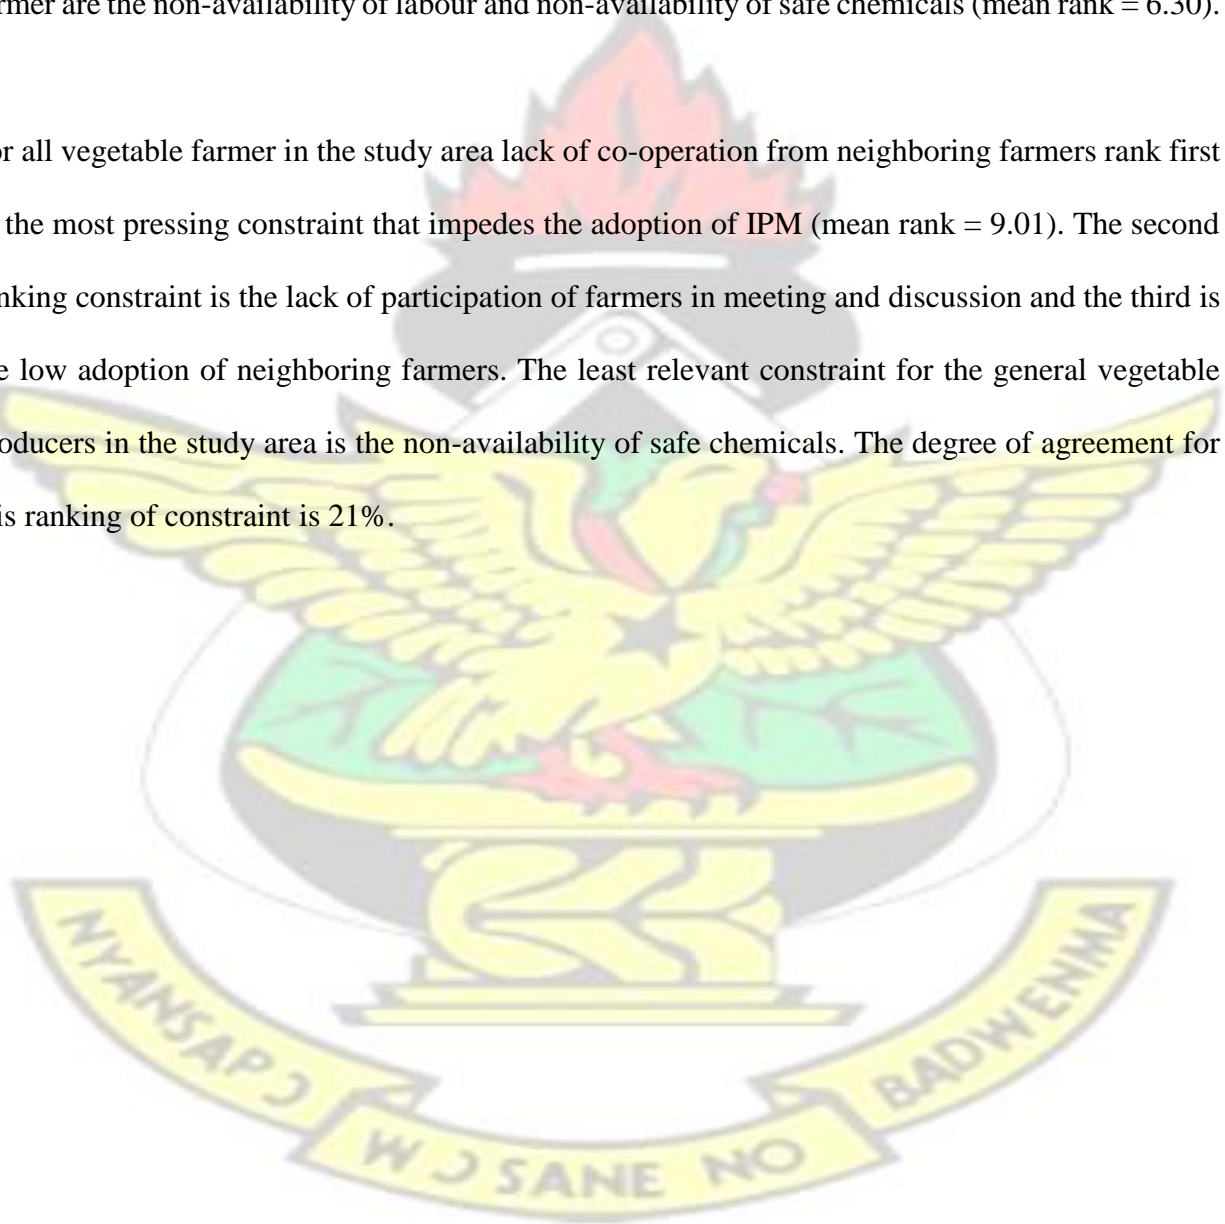 rmer are the non-availability of labour and non-availability of safe chemicals (mean rank = 6.30).
or all vegetable farmer in the study area lack of co-operation from neighboring farmers rank first
the most pressing constraint that impedes the adoption of IPM (mean rank = 9.01). The second
nking constraint is the lack of participation of farmers in meeting and discussion and the third is
e low adoption of neighboring farmers. The least relevant constraint for the general vegetable
oducers in the study area is the non-availability of safe chemicals. The degree of agreement for
is ranking of constraint is 21%.
NYANSAPƆ
WƆSANE NO
BADWENMA